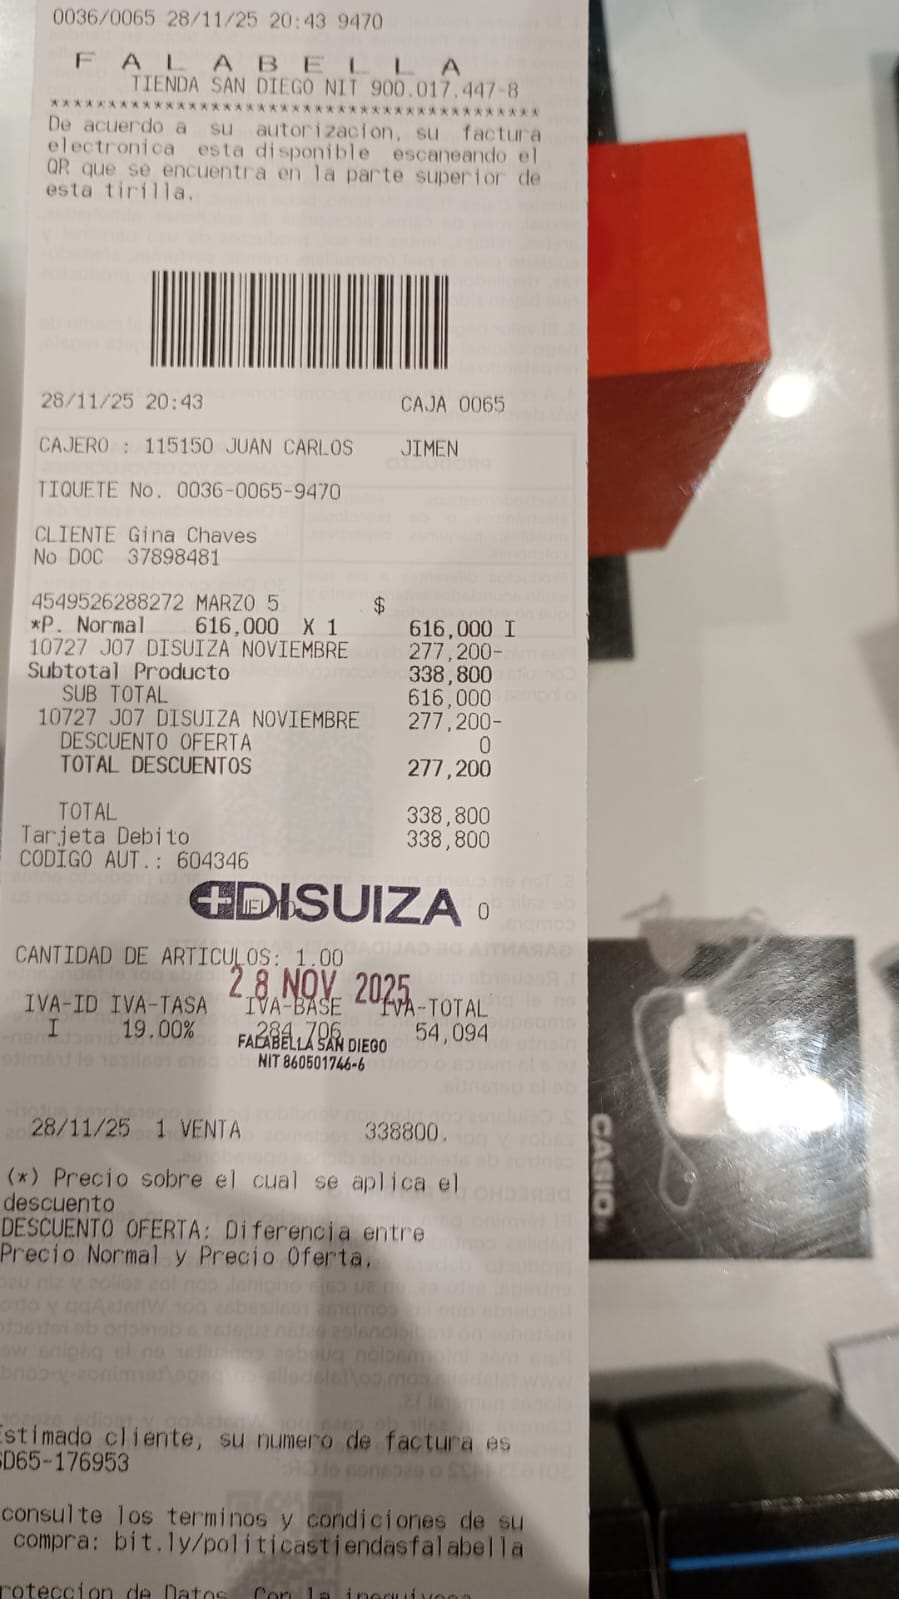 0036/0065 28/11/25 20:43 9470
F A L A B E L L A
TIENDA SAN DIEGO NIT 900.017.447-8
******************************************
De acuerdo a su autorizacion, su factura
electronica esta disponible escaneando el
QR que se encuentra en la parte superior de
esta tirilla.
28/11/25 20:43 CAJA 0065
CAJERO : 115150 JUAN CARLOS JIMEN
TIQUETE No. 0036-0065-9470
CLIENTE Gina Chaves
No DOC 37898481
4549526288272 MARZO 5 $
*P. Normal 616,000 X 1 616,000 I
10727 J07 DISUIZA NOVIEMBRE 277,200-
Subtotal Producto 338,800
SUB TOTAL 616,000
10727 J07 DISUIZA NOVIEMBRE 277,200-
DESCUENTO OFERTA 0
TOTAL DESCUENTOS 277,200
TOTAL 338,800
Tarjeta Debito 338,800
CODIGO AUT.: 604346
DISUIZA 0
CANTIDAD DE ARTICULOS: 1.00
28 NOV 2025
IVA-ID IVA-TASA IVA-BASE IVA-TOTAL
I 19.00% 284,706 54,094
FALABELLA SAN DIEGO
NIT 860501746-6
28/11/25 1 VENTA 338800.
(*) Precio sobre el cual se aplica el
descuento
DESCUENTO OFERTA: Diferencia entre
Precio Normal y Precio Oferta.
Estimado cliente, su numero de factura es
SD65-176953
consulte los terminos y condiciones de su
compra: bit.ly/politicastiendasfalabella
roteccion de Datos. Con la inequivoca
CASIO